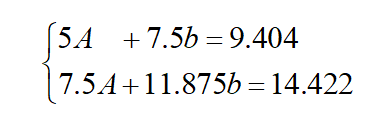 5A + 7.5b = 9.404
7.5A + 11.875b = 14.422